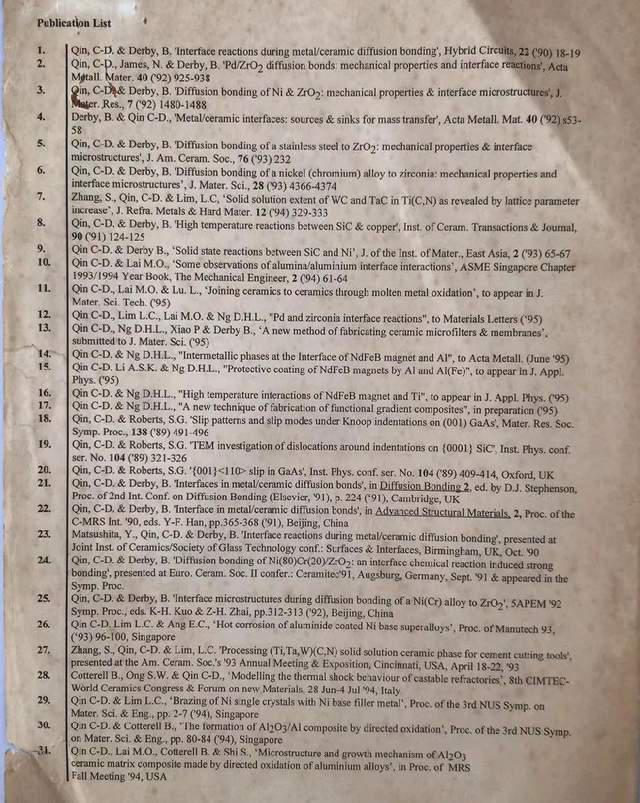 Publication List
1. Qin, C-D. & Derby, B. 'Interface reactions during metal/ceramic diffusion bonding', Hybrid Circuits, 22 ('90) 18-19
2. Qin, C-D., James, N. & Derby, B. 'Pd/ZrO2 diffusion bonds: mechanical properties and interface reactions', Acta
Metall. Mater. 40 ('92) 925-938
3. Qin, C-D. & Derby, B. 'Diffusion bonding of Ni & ZrO2: mechanical properties & interface microstructures', J.
Mater. Res., 7 ('92) 1480-1488
4. Derby, B. & Qin C-D., 'Metal/ceramic interfaces: sources & sinks for mass transfer', Acta Metall. Mat. 40 ('92) s53-
58
5. Qin, C-D. & Derby, B. 'Diffusion bonding of a stainless steel to ZrO2: mechanical properties & interface
microstructures', J. Am. Ceram. Soc., 76 ('93) 232
6. Qin, C-D. & Derby, B. 'Diffusion bonding of a nickel (chromium) alloy to zirconia: mechanical properties and
interface microstructures', J. Mater. Sci., 28 (93) 4366-4374
7. Zhang, S., Qin, C-D. & Lim, L.C, 'Solid solution extent of WC and TaC in Ti(C,N) as revealed by lattice parameter
increase', J. Refra. Metals & Hard Mater. 12 ('94) 329-333
8. Qin, C-D. & Derby, B. 'High temperature reactions between SiC & copper', Inst. of Ceram. Transactions & Journal,
90 ('91) 124-125
9. Qin C-D. & Derby B., 'Solid state reactions between SiC and Ni', J. of the Inst. of Mater., East Asia, 2 ('93) 65-67
10. Qin C-D. & Lai M.O., 'Some observations of alumina/aluminium interface interactions', ASME Singapore Chapter
1993/1994 Year Book, The Mechanical Engineer, 2 ('94) 61-64
11. Qin C-D., Lai M.O. & Lu. L., 'Joining ceramics to ceramics through molten metal oxidation', to appear in J.
Mater. Sci. Tech. ('95)
12. Qin C-D., Lim L.C., Lai M.O. & Ng D.H.L., "Pd and zirconia interface reactions", to Materials Letters ('95)
13. Qin C-D., Ng D.H.L., Xiao P & Derby B., 'A new method of fabricating ceramic microfilters & membranes',
submitted to J. Mater. Sci. ('95)
14. Qin C-D. & Ng D.H.L., "Intermetallic phases at the Interface of NdFeB magnet and Al", to Acta Metall. (June '95)
15. Qin C-D. Li A.S.K. & Ng D.H.L., "Protective coating of NdFeB magnets by Al and Al(Fe)", to appear in J. Appl.
Phys. ('95)
16. Qin C-D. & Ng D.H.L., "High temperature interactions of NdFeB magnet and Ti", to appear in J. Appl. Phys. ('95)
17. Qin C-D. & Ng D.H.L., "A new technique of fabrication of functional gradient composites", in preparation ('95)
18. Qin, C-D. & Roberts, S.G. 'Slip patterns and slip modes under Knoop indentations on (001) GaAs', Mater. Res. Soc.
Symp. Proc., 138 ('89) 491-496
19. Qin, C-D. & Roberts, S.G. 'TEM investigation of dislocations around indentations on {0001} SiC', Inst. Phys. conf.
ser. No. 104 ('89) 321-326
20. Qin, C-D. & Roberts, S.G. '{001}<110> slip in GaAs', Inst. Phys. conf. ser. No. 104 ('89) 409-414, Oxford, UK
21. Qin, C-D. & Derby, B. 'Interfaces in metal/ceramic diffusion bonds', in Diffusion Bonding 2, ed. by D.J. Stephenson,
Proc. of 2nd Int. Conf. on Diffusion Bonding (Elsevier, '91), p. 224 ('91), Cambridge, UK
22. Qin, C-D. & Derby, B. 'Interface in metal/ceramic diffusion bonds', in Advanced Structural Materials, 2, Proc. of the
C-MRS Int. '90, eds. Y-F. Han, pp.365-368 ('91), Beijing, China
23. Matsushita, Y., Qin, C-D. & Derby, B. 'Interface reactions during metal/ceramic diffusion bonding', presented at
Joint Inst. of Ceramics/Society of Glass Technology conf.: Surfaces & Interfaces, Birmingham, UK, Oct. '90
24. Qin, C-D. & Derby, B. 'Diffusion bonding of Ni(80)Cr(20)/ZrO2: an interface chemical reaction induced strong
bonding', presented at Euro. Ceram. Soc. II confer.: Ceramitec'91, Augsburg, Germany, Sept. '91 & appeared in the
Symp. Proc.
25. Qin, C-D. & Derby, B. 'Interface microstructures during diffusion bonding of a Ni(Cr) alloy to ZrO2', 5APEM '92
Symp. Proc., eds. K-H. Kuo & Z-H. Zhai, pp.312-313 ('92), Beijing, China
26. Qin C-D. Lim L.C. & Ang E.C., 'Hot corrosion of aluminide coated Ni base superalloys', Proc. of Manutech 93,
('93) 96-100, Singapore
27. Zhang, S., Qin, C-D. & Lim, L.C. 'Processing (Ti,Ta,W)(C,N) solid solution ceramic phase for cement cutting tools',
presented at the Am. Ceram. Soc.'s '93 Annual Meeting & Exposition, Cincinnati, USA, April 18-22, '93
28. Cotterell B., Ong S.W. & Qin C-D., 'Modelling the thermal shock behaviour of castable refractories', 8th CIMTEC-
World Ceramics Congress & Forum on new Materials, 28 Jun-4 Jul '94, Italy
29. Qin C-D. & Lim L.C., 'Brazing of Ni single crystals with Ni base filler metal', Proc. of the 3rd NUS Symp. on
Mater. Sci. & Eng., pp. 2-7 ('94), Singapore
30. Qin C-D. & Cotterell B., 'The formation of Al2O3/Al composite by directed oxidation', Proc. of the 3rd NUS Symp.
on Mater. Sci. & Eng., pp. 80-84 ('94), Singapore
31. Qin C-D., Lai M.O., Cotterell B. & Shi S., 'Microstructure and growth mechanism of Al2O3
ceramic matrix composite made by directed oxidation of aluminium alloys', in Proc. of MRS
Fall Meeting '94, USA